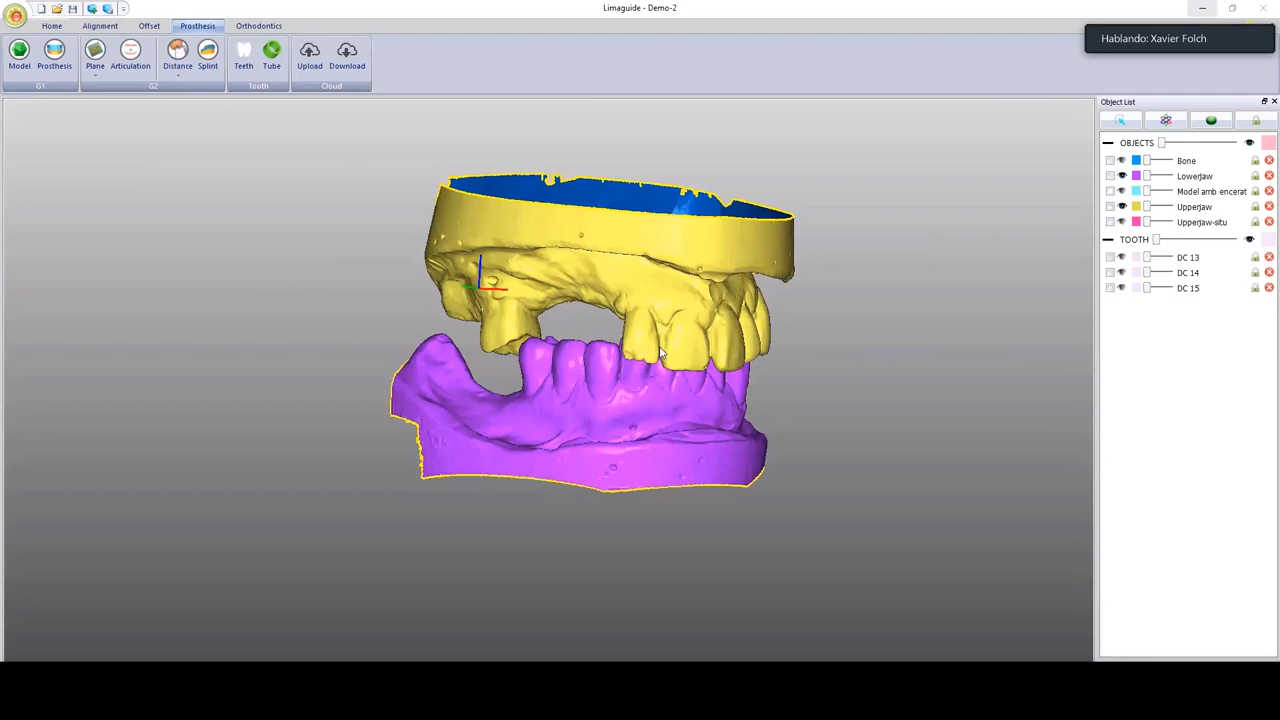 Limaguide - Demo-2
Home Alignment Offset Prosthesis Orthodontics
Hablando: Xavier Folch
Model Prosthesis Plane Articulation Distance Splint Teeth Tube Upload Download
G1 G2 Tooth Cloud
Object List
OBJECTS
Bone
Lowerjaw
Model amb encerat
Upperjaw
Upperjaw-situ
TOOTH
DC 13
DC 14
DC 15